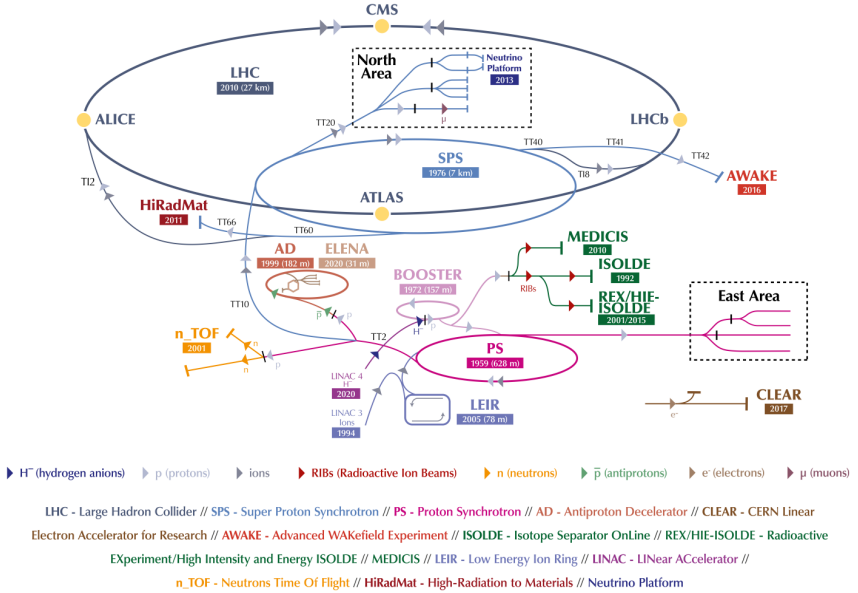 CMS
North
Area
Neutrino
Platform
2013
LHC
2010 (27 km)
μ
ALICE
LHCb
TT20
TT40
TT41
TT42
SPS
1976 (7 km)
TI8
TI2
AWAKE
2016
ATLAS
HiRadMat
2011
TT66
TT60
AD
1999 (182 m)
ELENA
2020 (31 m)
MEDICIS
2010
BOOSTER
1972 (157 m)
ISOLDE
1992
RIBs
REX/HIE-
ISOLDE
2001/2015
East Area
TT10
p̅
p
H⁻
p
n_TOF
2001
n
n
p
TT2
PS
1959 (628 m)
LINAC 4
H⁻
2020
LINAC 3
Ions
1994
LEIR
2005 (78 m)
CLEAR
2017
e⁻
H⁻ (hydrogen anions)
p (protons)
ions
RIBs (Radioactive Ion Beams)
n (neutrons)
p̅ (antiprotons)
e⁻ (electrons)
μ (muons)
LHC - Large Hadron Collider // SPS - Super Proton Synchrotron // PS - Proton Synchrotron // AD - Antiproton Decelerator // CLEAR - CERN Linear
Electron Accelerator for Research // AWAKE - Advanced WAKefield Experiment // ISOLDE - Isotope Separator OnLine // REX/HIE-ISOLDE - Radioactive
EXperiment/High Intensity and Energy ISOLDE // MEDICIS // LEIR - Low Energy Ion Ring // LINAC - LINear ACcelerator //
n_TOF - Neutrons Time Of Flight // HiRadMat - High-Radiation to Materials // Neutrino Platform